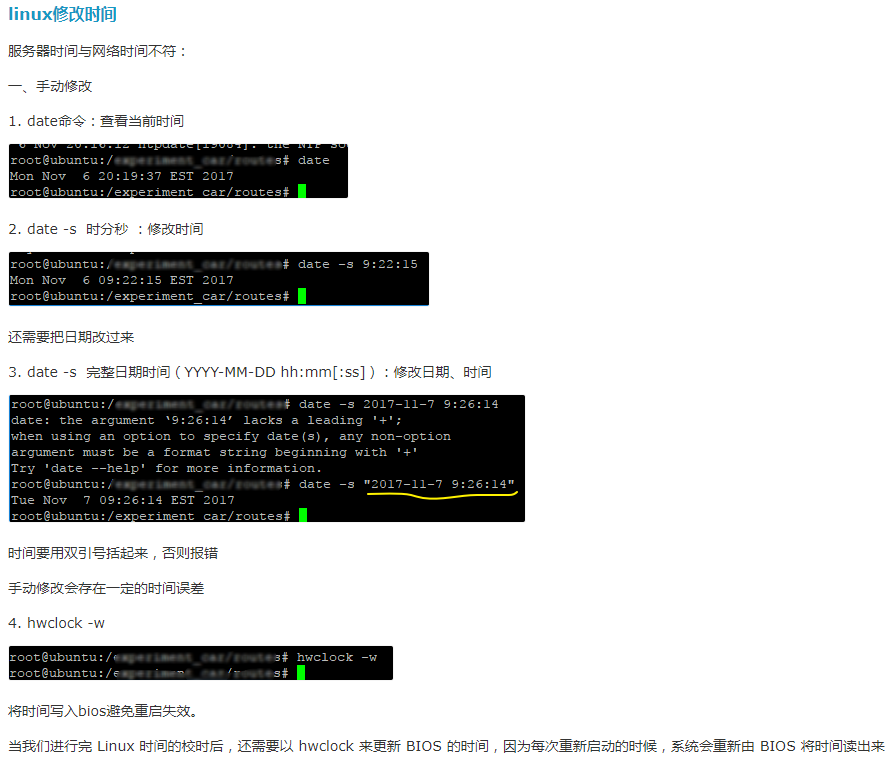 linux修改时间
服务器时间与网络时间不符：
一、手动修改
1. date命令：查看当前时间
root@ubuntu:/experiment_car/routes# date
Mon Nov  6 20:19:37 EST 2017
root@ubuntu:/experiment car/routes#
2. date -s  时分秒 ：修改时间
root@ubuntu:/experiment_car/routes# date -s 9:22:15
Mon Nov  6 09:22:15 EST 2017
root@ubuntu:/experiment_car/routes#
还需要把日期改过来
3. date -s  完整日期时间（YYYY-MM-DD hh:mm[:ss]）：修改日期、时间
root@ubuntu:/experiment_car/routes# date -s 2017-11-7 9:26:14
date: the argument ‘9:26:14’ lacks a leading '+';
when using an option to specify date(s), any non-option
argument must be a format string beginning with '+'
Try 'date --help' for more information.
root@ubuntu:/experiment_car/routes# date -s "2017-11-7 9:26:14"
Tue Nov  7 09:26:14 EST 2017
root@ubuntu:/experiment car/routes#
时间要用双引号括起来，否则报错
手动修改会存在一定的时间误差
4. hwclock -w
root@ubuntu:/experiment_car/routes# hwclock -w
root@ubuntu:/e s#
将时间写入bios避免重启失效。
当我们进行完 Linux 时间的校时后，还需要以 hwclock 来更新 BIOS 的时间，因为每次重新启动的时候，系统会重新由 BIOS 将时间读出来